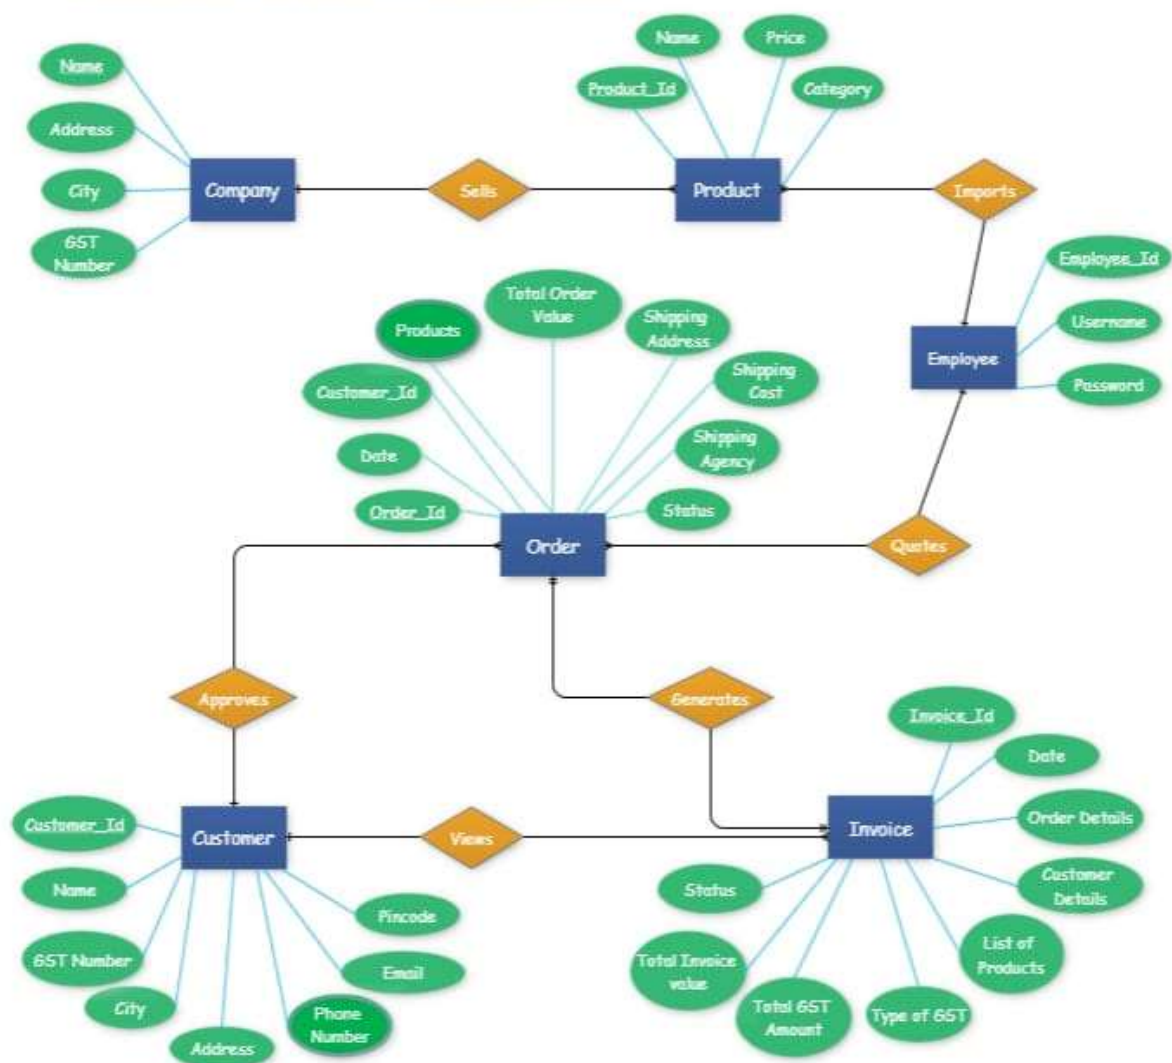 Name
Price
Name
Product_Id
Category
Address
City
Company
Sells
Product
Imports
GST
Number
Employee_Id
Total Order
Value
Products
Shipping
Address
Username
Employee
Customer_Id
Shipping
Cost
Password
Date
Shipping
Agency
Order_Id
Status
Order
Quotes
Approves
Generates
Invoice_Id
Date
Customer_Id
Customer
Views
Invoice
Order Details
Name
Status
Customer
Details
Pincode
GST Number
Email
Total Invoice
value
List of
Products
City
Phone
Number
Total GST
Amount
Type of GST
Address